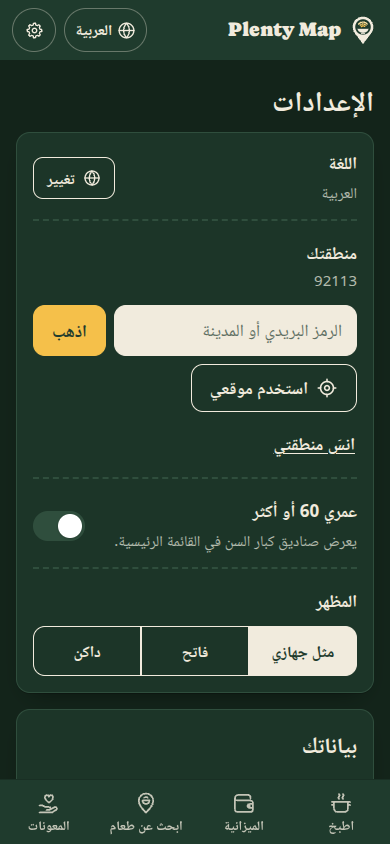 Plenty Map
العربية
الإعدادات
اللغة
العربية
تغيير
منطقتك
92113
الرمز البريدي أو المدينة
اذهب
استخدم موقعي
انسَ منطقتي
عمري 60 أو أكثر
يعرض صناديق كبار السن في القائمة الرئيسية.
المظهر
مثل جهازي
فاتح
داكن
بياناتك
اطبخ
الميزانية
ابحث عن طعام
المعونات